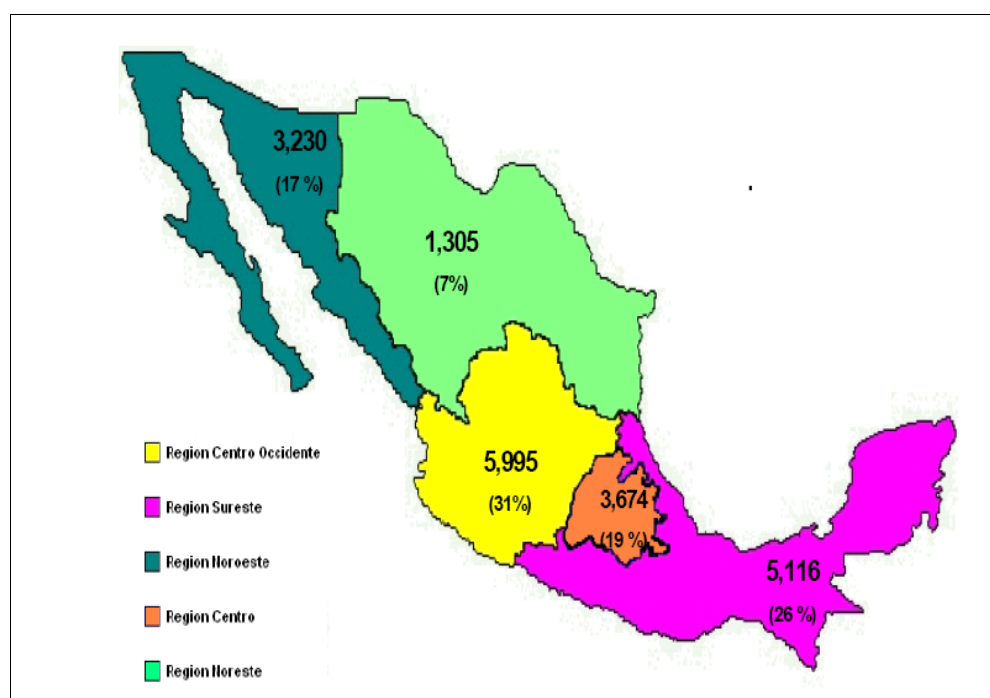 3,230
(17 %)
1,305
(7%)
5,995
(31%)
3,674
(19 %)
5,116
(26 %)
Region Centro Occidente
Region Sureste
Region Noroeste
Region Centro
Region Noreste